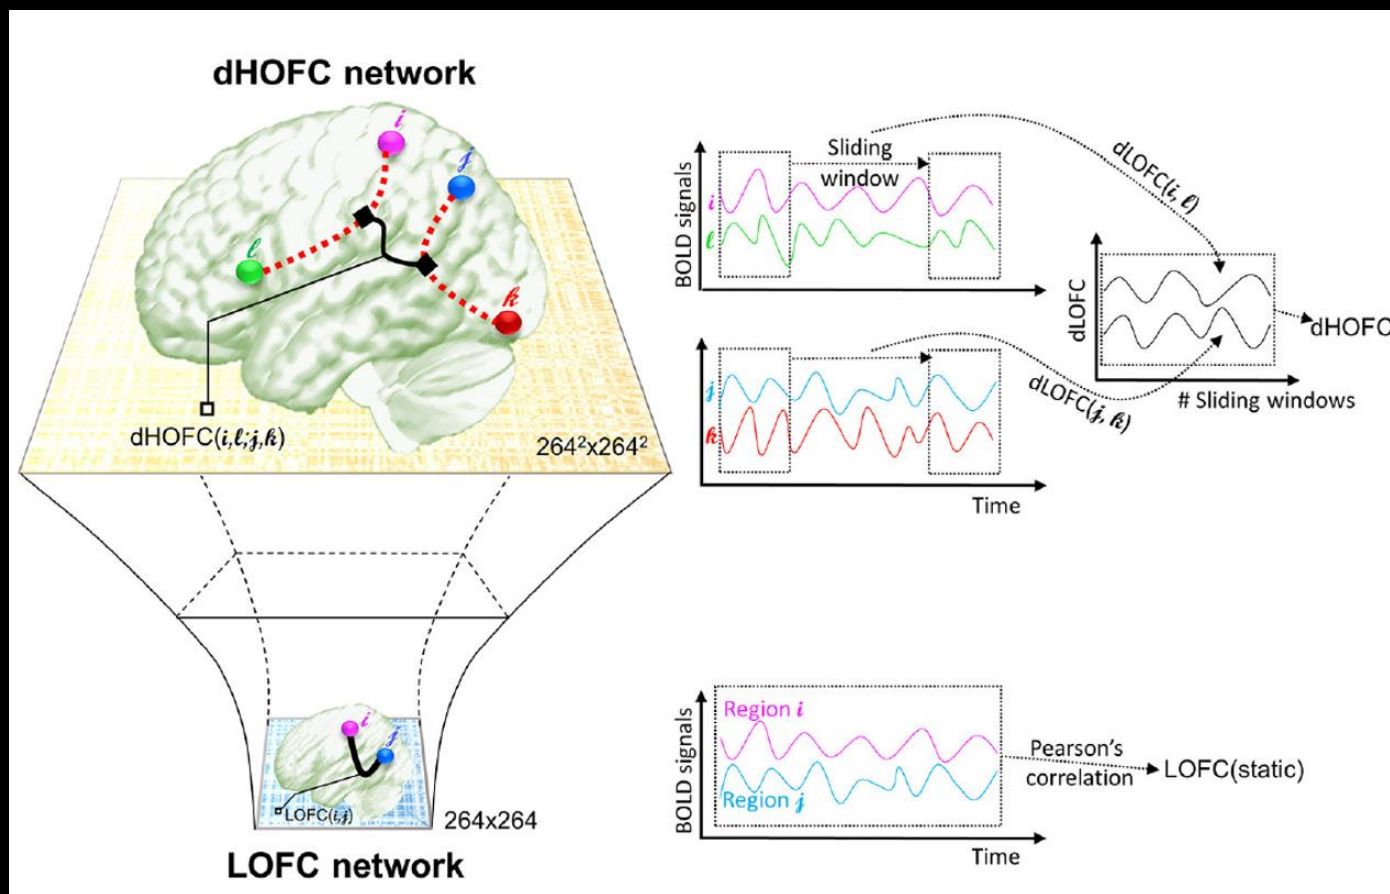 dHOFC network
i
j
ℓ
k
dHOFC(i,ℓ;j,k)
264²x264²
LOFC network
i
j
LOFC(i,j)
264x264
BOLD signals
i
ℓ
Sliding
window
dLOFC(i, ℓ)
j
k
Time
dLOFC(j, k)
dLOFC
# Sliding windows
dHOFC
BOLD signals
Region i
Region j
Time
Pearson's
correlation
LOFC(static)